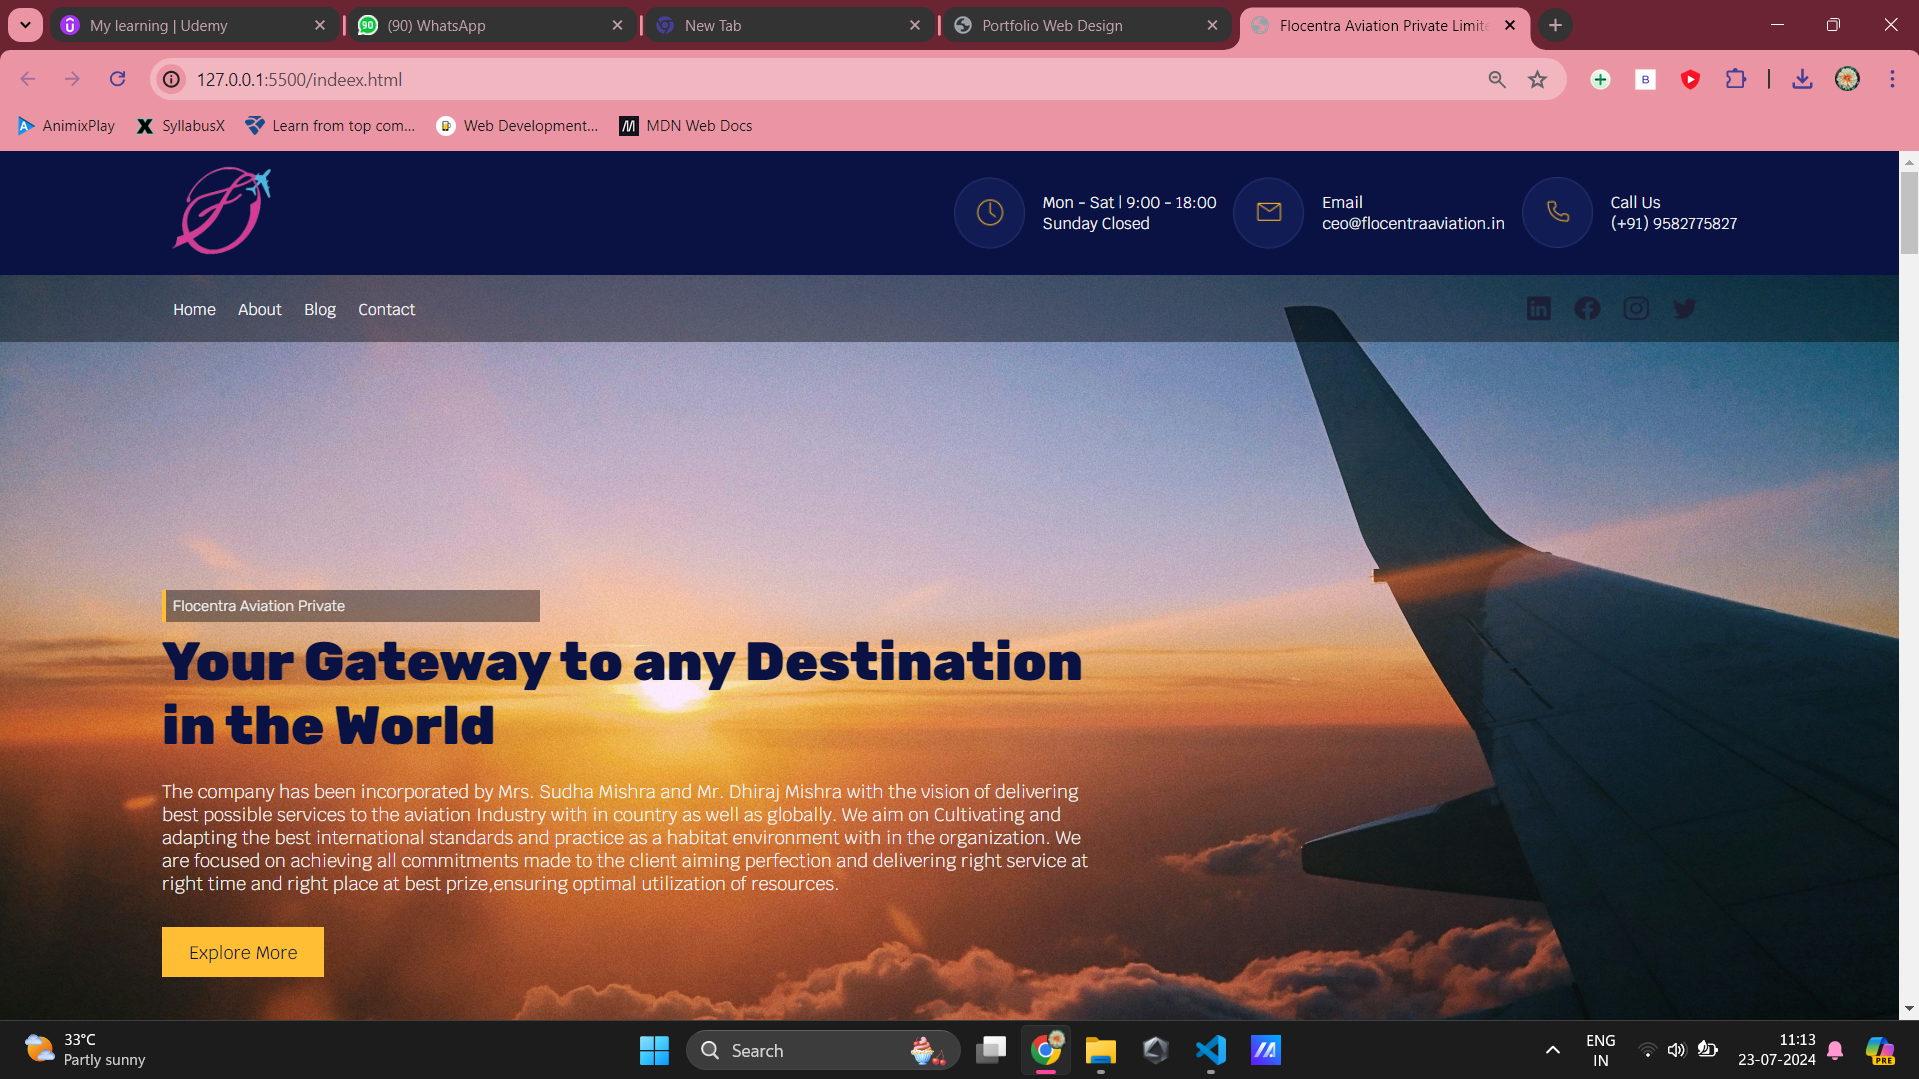 My learning | Udemy
(90) WhatsApp
New Tab
Portfolio Web Design
Flocentra Aviation Private Limite
127.0.0.1:5500/indeex.html
AnimixPlay
SyllabusX
Learn from top com...
Web Development...
MDN Web Docs
Mon - Sat | 9:00 - 18:00
Sunday Closed
Email
ceo@flocentraaviation.in
Call Us
(+91) 9582775827
Home
About
Blog
Contact
Flocentra Aviation Private
Your Gateway to any Destination
in the World
The company has been incorporated by Mrs. Sudha Mishra and Mr. Dhiraj Mishra with the vision of delivering
best possible services to the aviation Industry with in country as well as globally. We aim on Cultivating and
adapting the best international standards and practice as a habitat environment with in the organization. We
are focused on achieving all commitments made to the client aiming perfection and delivering right service at
right time and right place at best prize,ensuring optimal utilization of resources.
Explore More
33°C
Partly sunny
Search
ENG
IN
11:13
23-07-2024
PRE